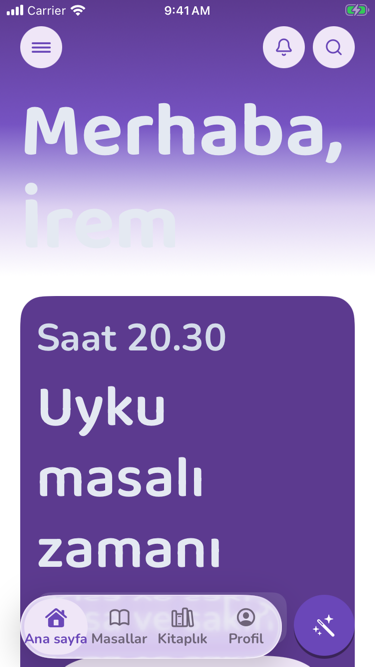 Carrier
9:41 AM
Merhaba,
İrem
Saat 20.30
Uyku
masalı
zamanı
Ana sayfa Masallar Kitaplık Profil